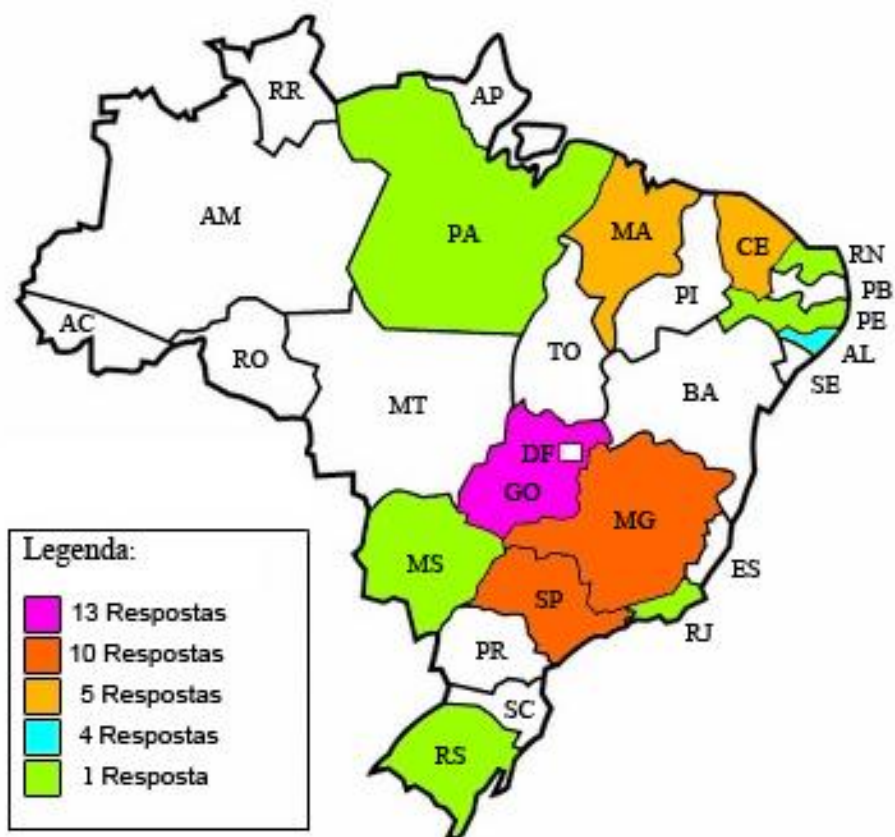 RR
AP
AM
PA
MA
CE
RN
PI
PB
AC
PE
RO
TO
AL
MT
BA
SE
DF
GO
MG
MS
ES
SP
RJ
PR
SC
RS
Legenda:
13 Respostas
10 Respostas
5 Respostas
4 Respostas
1 Resposta